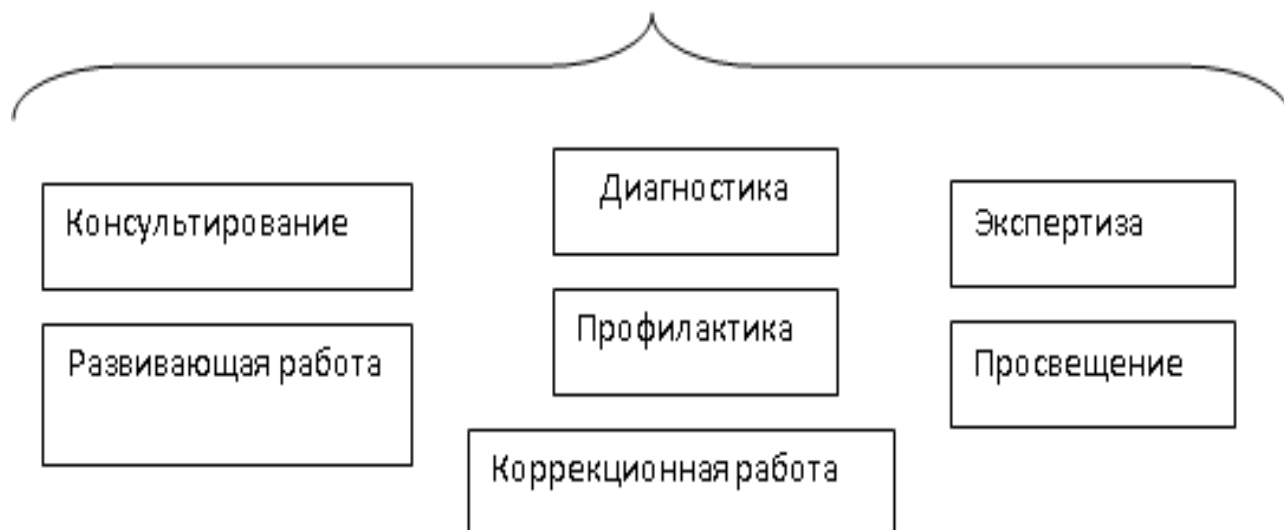 Диагностика
Консультирование
Экспертиза
Профилактика
Развивающая работа
Просвещение
Коррекционная работа